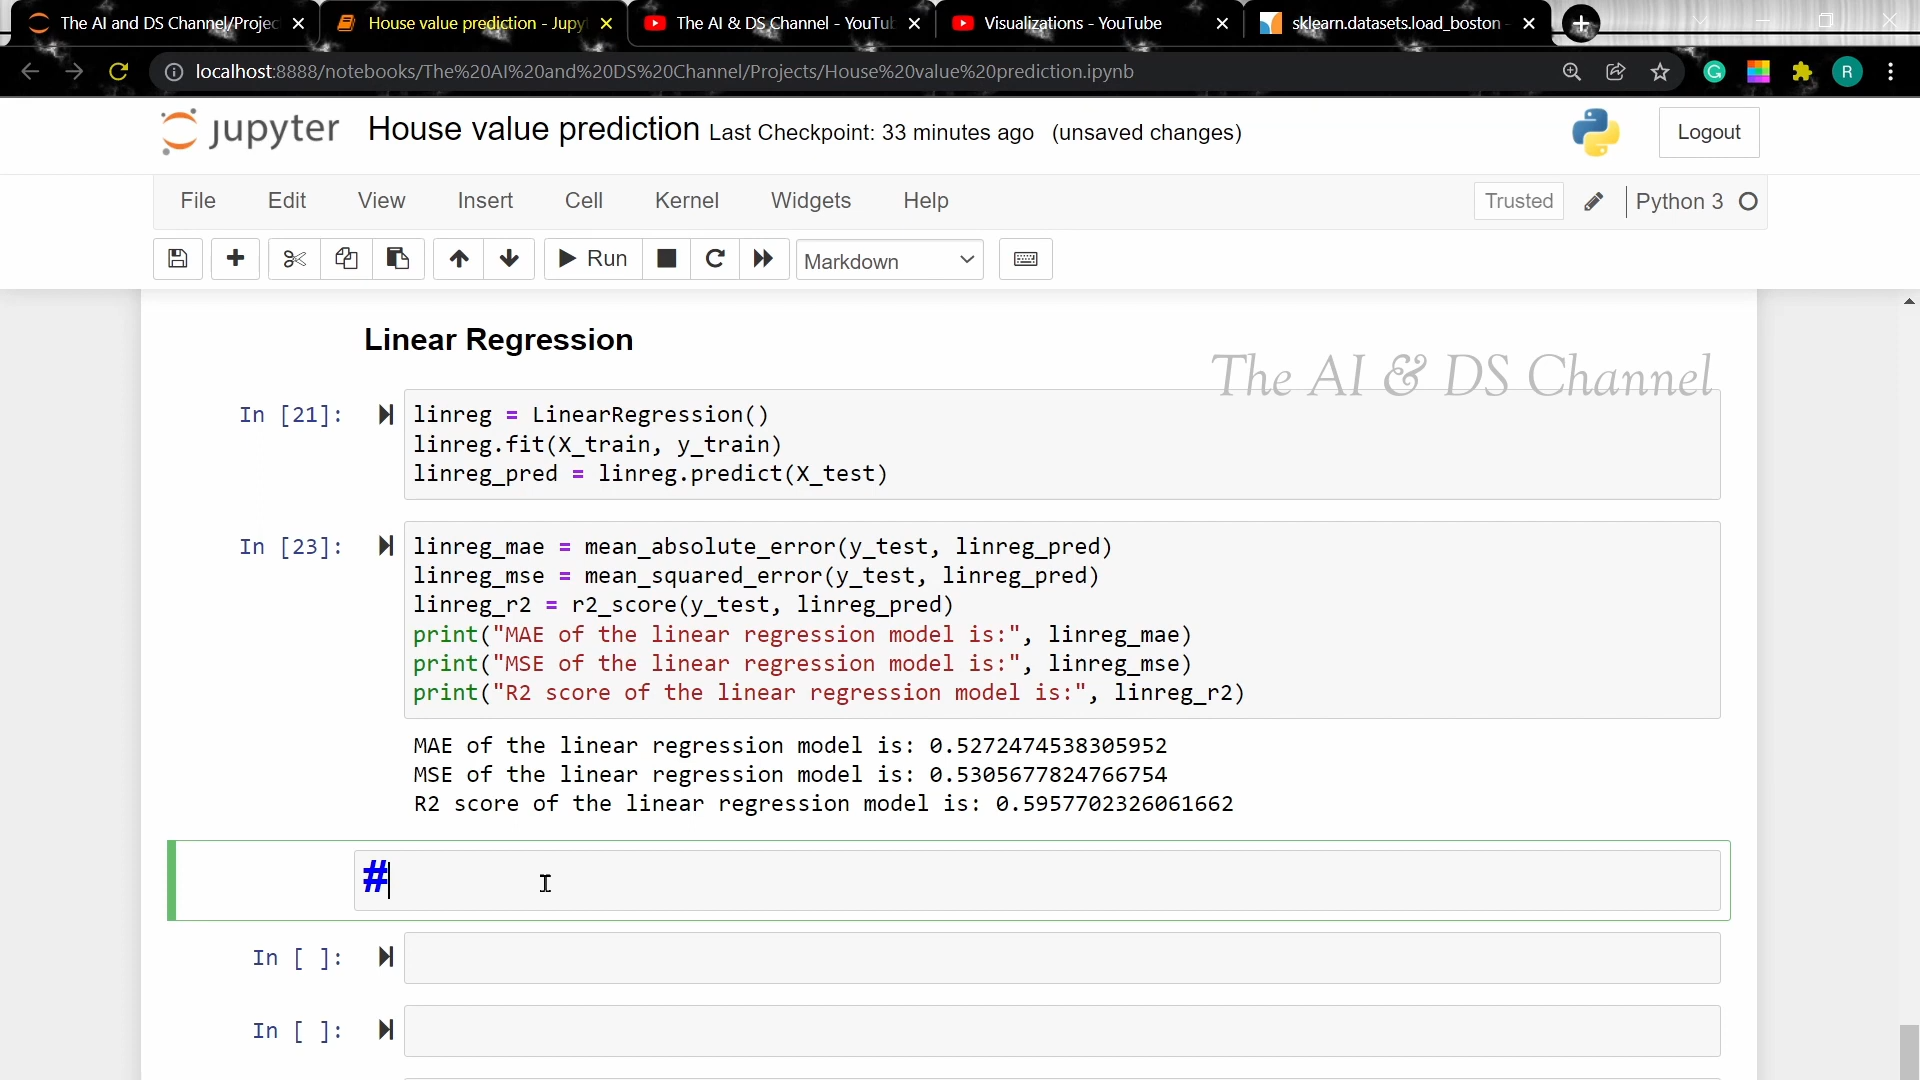 The AI and DS Channel/Projec
House value prediction - Jupy
The AI & DS Channel - YouTu
Visualizations - YouTube
sklearn.datasets.load_boston -
localhost:8888/notebooks/The%20AI%20and%20DS%20Channel/Projects/House%20value%20prediction.ipynb
R
jupyter House value prediction Last Checkpoint: 33 minutes ago (unsaved changes)
Logout
File Edit View Insert Cell Kernel Widgets Help
Trusted
Python 3
Run
Markdown
Linear Regression
The AI & DS Channel
In [21]:
linreg = LinearRegression()
linreg.fit(X_train, y_train)
linreg_pred = linreg.predict(X_test)
In [23]:
linreg_mae = mean_absolute_error(y_test, linreg_pred)
linreg_mse = mean_squared_error(y_test, linreg_pred)
linreg_r2 = r2_score(y_test, linreg_pred)
print("MAE of the linear regression model is:", linreg_mae)
print("MSE of the linear regression model is:", linreg_mse)
print("R2 score of the linear regression model is:", linreg_r2)
MAE of the linear regression model is: 0.5272474538305952
MSE of the linear regression model is: 0.5305677824766754
R2 score of the linear regression model is: 0.5957702326061662
#
In [ ]:
In [ ]: